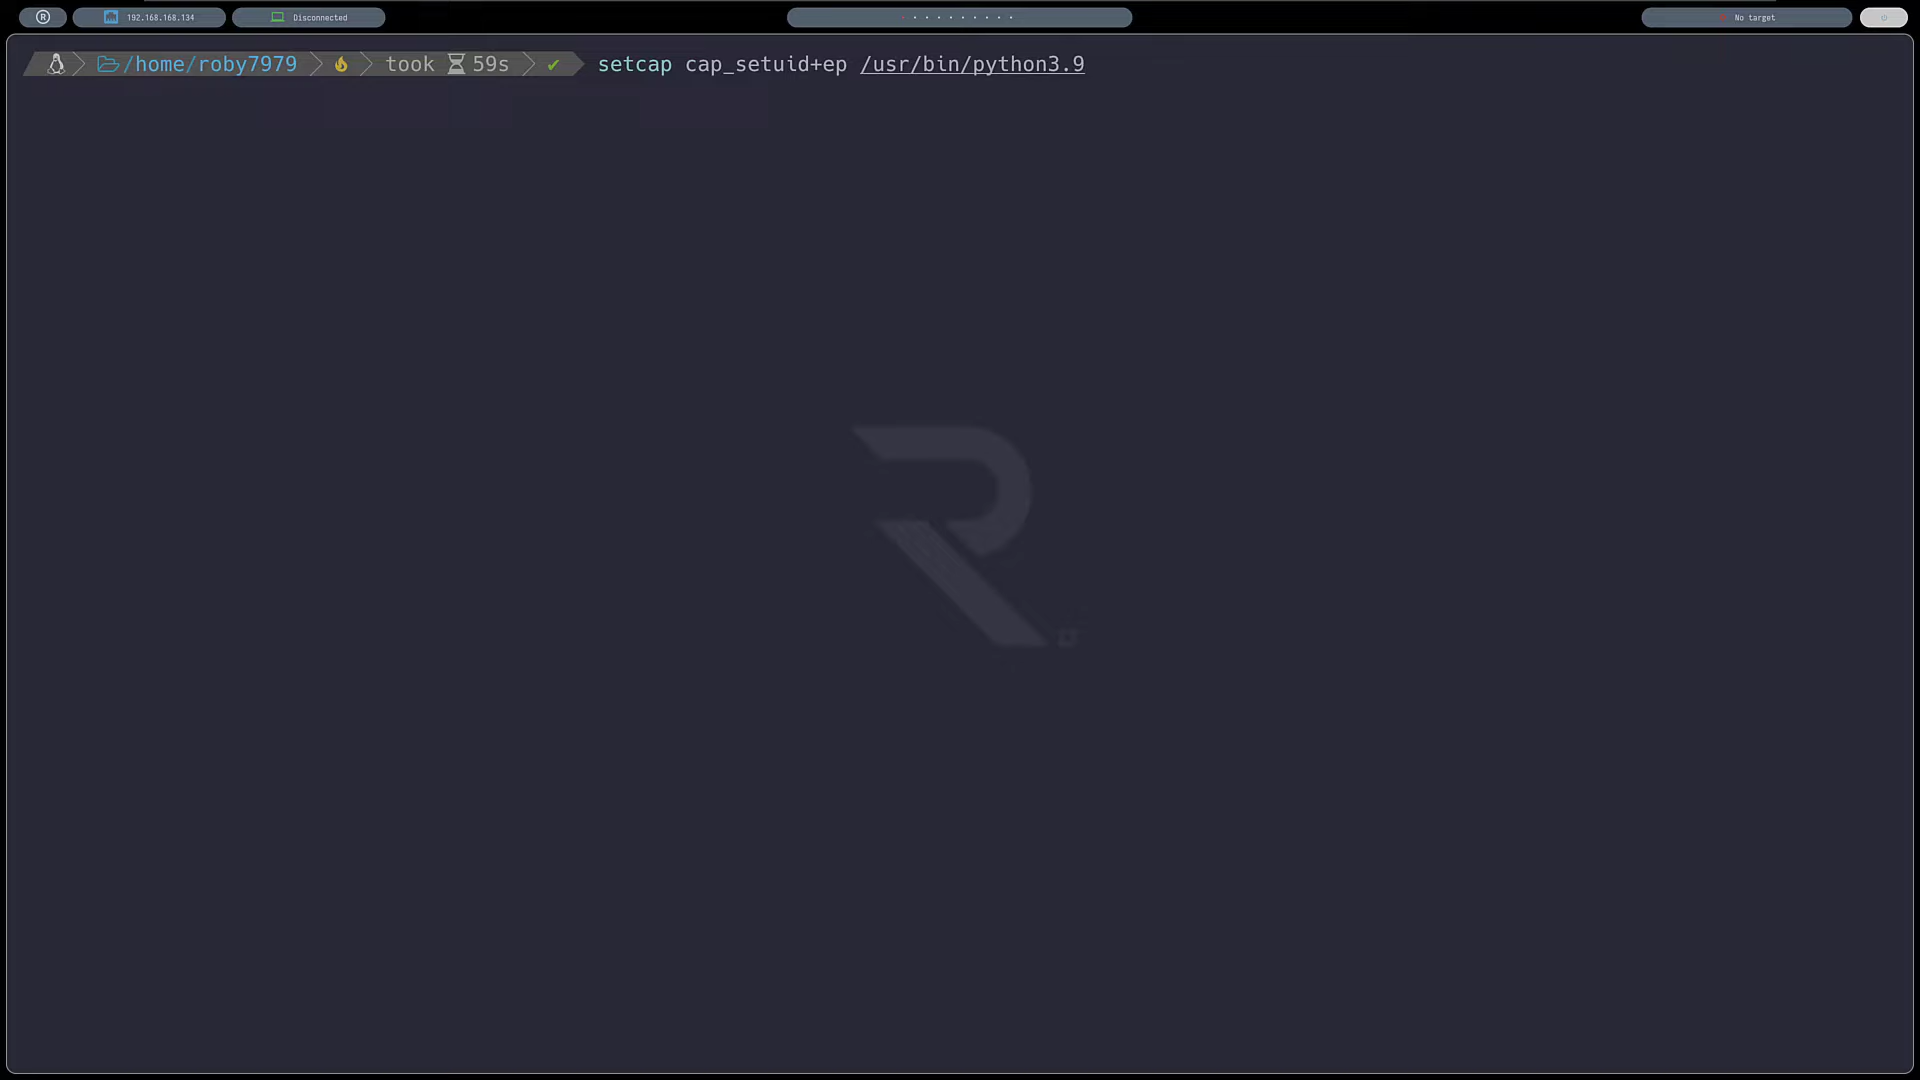 R 192.168.168.134 Disconnected No target
/home/roby7979 took 59s ✔ setcap cap_setuid+ep /usr/bin/python3.9
R